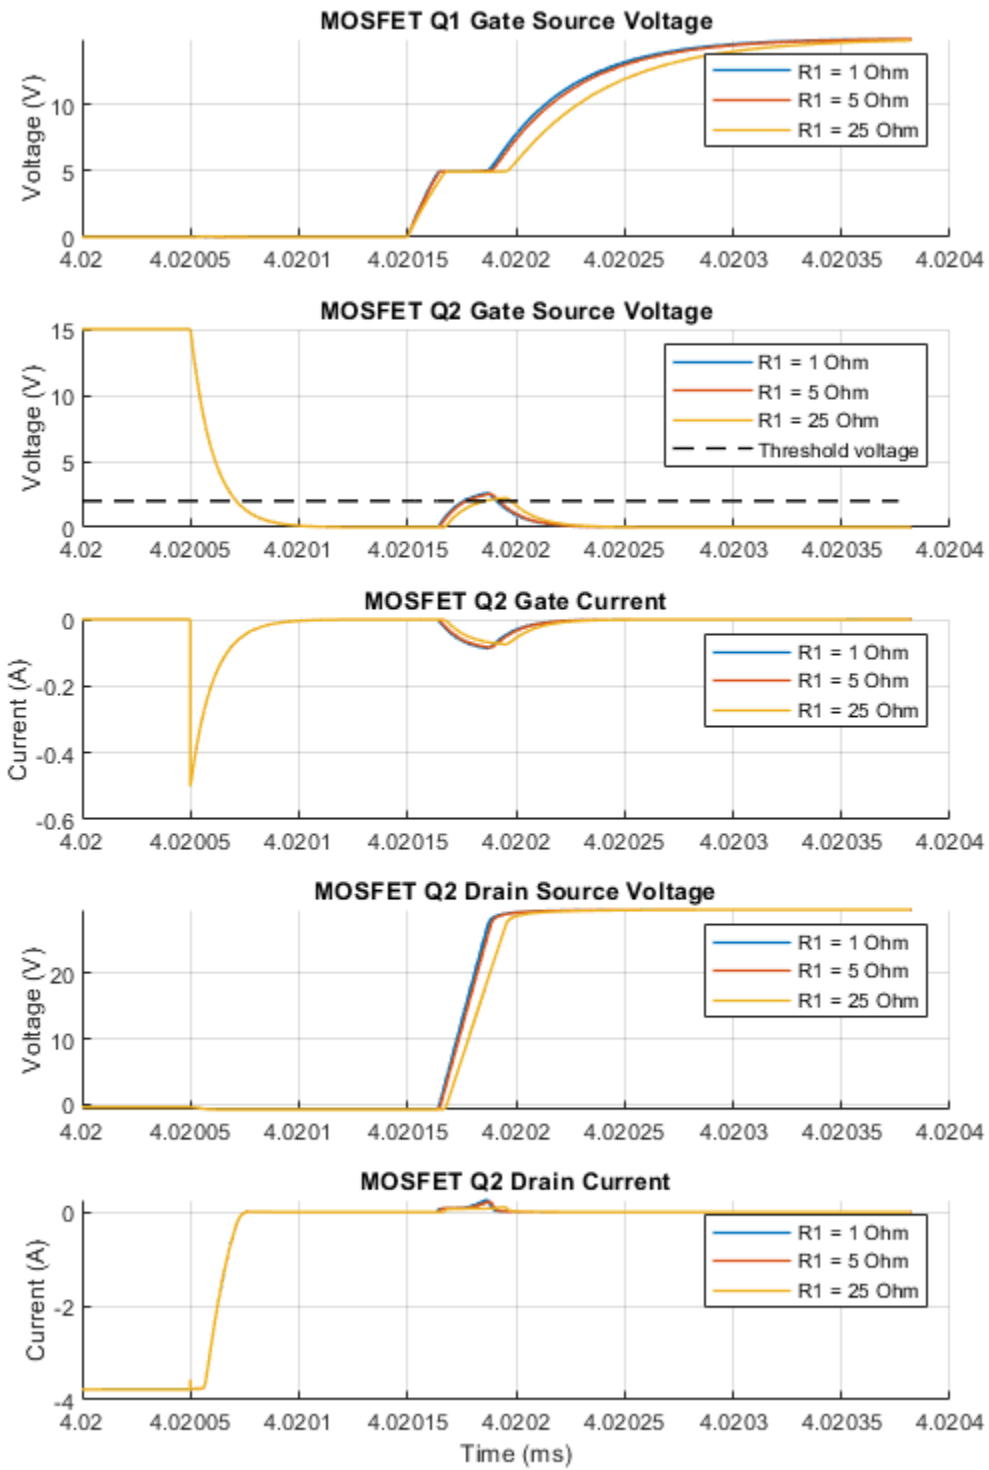 MOSFET Q1 Gate Source Voltage
Voltage (V)
10
5
0
R1 = 1 Ohm
R1 = 5 Ohm
R1 = 25 Ohm
4.02 4.02005 4.0201 4.02015 4.0202 4.02025 4.0203 4.02035 4.0204
MOSFET Q2 Gate Source Voltage
Voltage (V)
15
10
5
0
R1 = 1 Ohm
R1 = 5 Ohm
R1 = 25 Ohm
Threshold voltage
4.02 4.02005 4.0201 4.02015 4.0202 4.02025 4.0203 4.02035 4.0204
MOSFET Q2 Gate Current
Current (A)
0
-0.2
-0.4
-0.6
R1 = 1 Ohm
R1 = 5 Ohm
R1 = 25 Ohm
4.02 4.02005 4.0201 4.02015 4.0202 4.02025 4.0203 4.02035 4.0204
MOSFET Q2 Drain Source Voltage
Voltage (V)
20
10
0
R1 = 1 Ohm
R1 = 5 Ohm
R1 = 25 Ohm
4.02 4.02005 4.0201 4.02015 4.0202 4.02025 4.0203 4.02035 4.0204
MOSFET Q2 Drain Current
Current (A)
0
-2
-4
R1 = 1 Ohm
R1 = 5 Ohm
R1 = 25 Ohm
4.02 4.02005 4.0201 4.02015 4.0202 4.02025 4.0203 4.02035 4.0204
Time (ms)